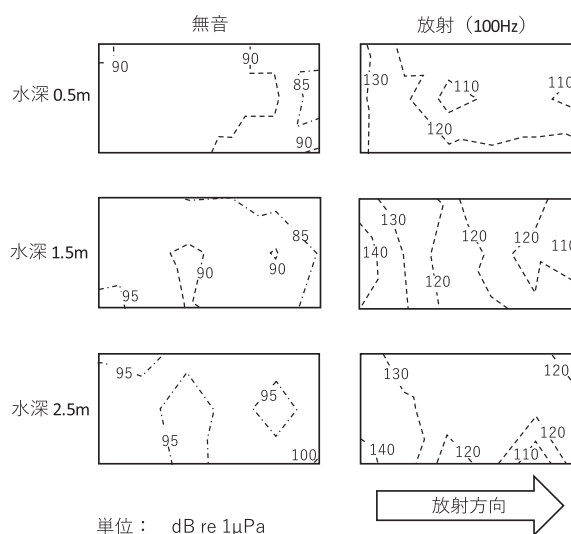 無音 放射（100Hz）
水深 0.5m
90 90 85 90
130 120 110 110
水深 1.5m
95 90 90 85
140 130 120 120 120 110
水深 2.5m
95 95 95 100
140 130 120 110 120 120
放射方向
単位： dB re 1μPa